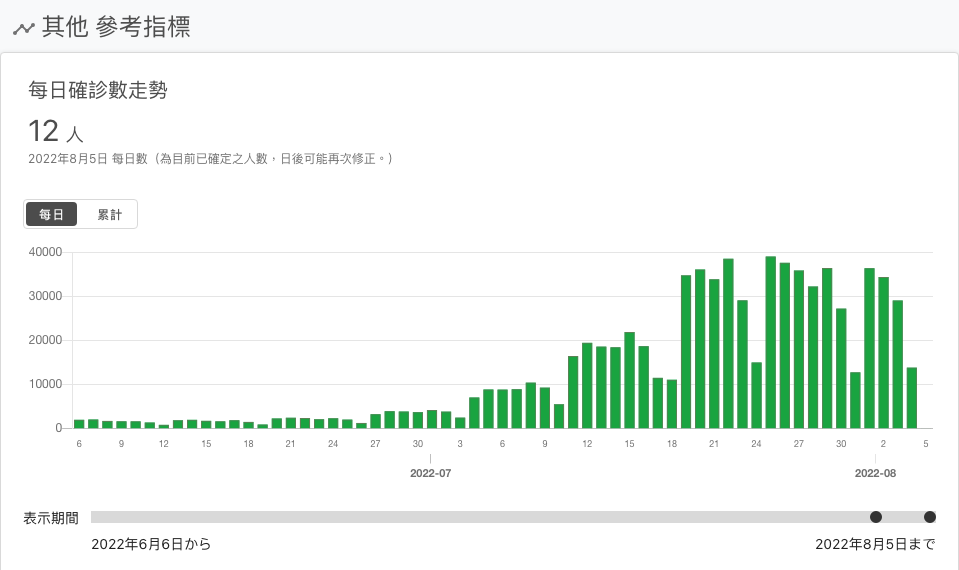 其他 參考指標
每日確診數走勢
12 人
2022年8月5日 每日數（為目前已確定之人數，日後可能再次修正。）
每日 累計
40000
30000
20000
10000
0
6 9 12 15 18 21 24 27 30 3 6 9 12 15 18 21 24 27 30 2 5
2022-07 2022-08
表示期間
2022年6月6日から 2022年8月5日まで